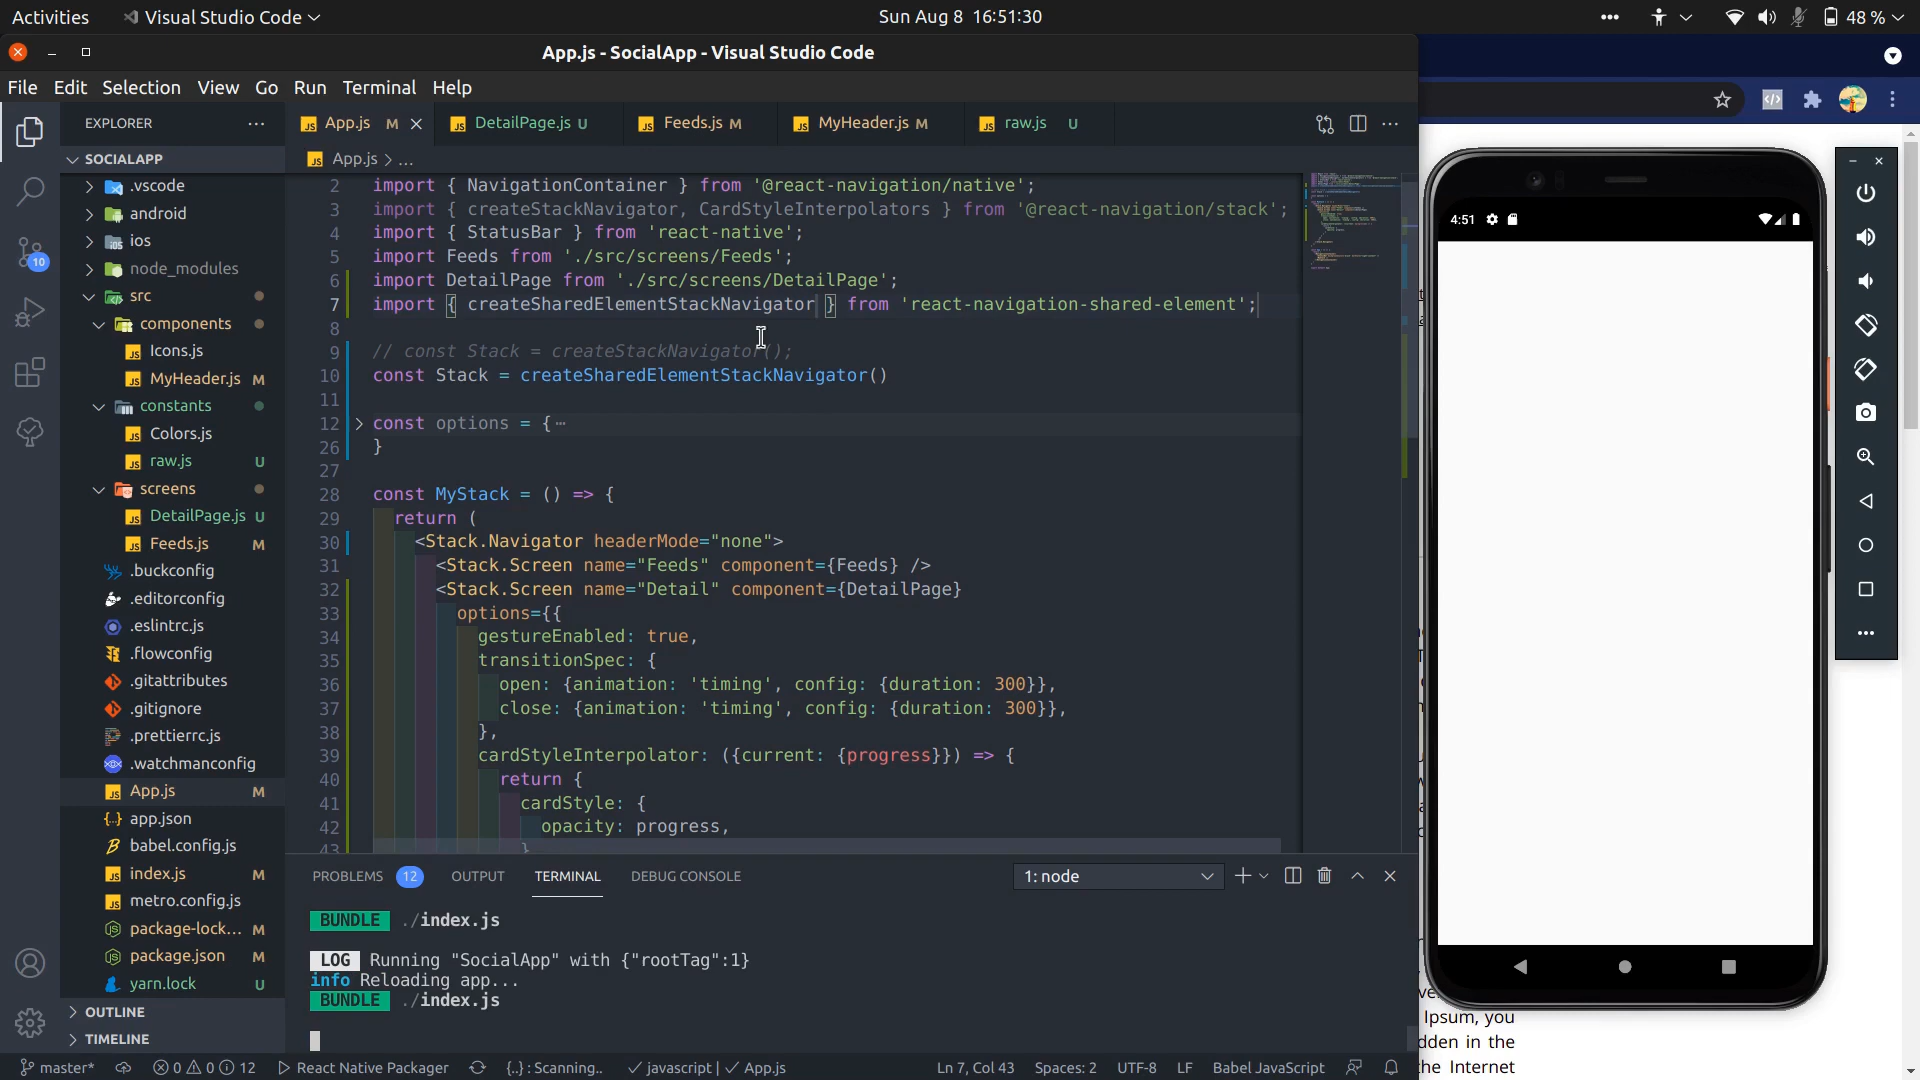 Activities
Visual Studio Code
Sun Aug 8 16:51:30
48 %
App.js - SocialApp - Visual Studio Code
File Edit Selection View Go Run Terminal Help
EXPLORER
App.js M
DetailPage.js U
Feeds.js M
MyHeader.js M
raw.js U
SOCIALAPP
App.js > ...
.vscode
android
ios
node_modules
src
components
Icons.js
MyHeader.js M
constants
Colors.js
raw.js U
screens
DetailPage.js U
Feeds.js M
.buckconfig
.editorconfig
.eslintrc.js
.flowconfig
.gitattributes
.gitignore
.prettierrc.js
.watchmanconfig
App.js M
app.json
babel.config.js
index.js M
metro.config.js
package-lock... M
package.json M
yarn.lock U
OUTLINE
TIMELINE
10
2 import { NavigationContainer } from '@react-navigation/native';
3 import { createStackNavigator, CardStyleInterpolators } from '@react-navigation/stack';
4 import { StatusBar } from 'react-native';
5 import Feeds from './src/screens/Feeds';
6 import DetailPage from './src/screens/DetailPage';
7 import { createSharedElementStackNavigator } from 'react-navigation-shared-element';
8
9 // const Stack = createStackNavigator();
10 const Stack = createSharedElementStackNavigator()
11
12 const options = {⋯
26 }
27
28 const MyStack = () => {
29 return (
30 <Stack.Navigator headerMode="none">
31 <Stack.Screen name="Feeds" component={Feeds} />
32 <Stack.Screen name="Detail" component={DetailPage}
33 options={{
34 gestureEnabled: true,
35 transitionSpec: {
36 open: {animation: 'timing', config: {duration: 300}},
37 close: {animation: 'timing', config: {duration: 300}},
38 },
39 cardStyleInterpolator: ({current: {progress}}) => {
40 return {
41 cardStyle: {
42 opacity: progress,
43 }
PROBLEMS 12 OUTPUT TERMINAL DEBUG CONSOLE
1: node
BUNDLE ./index.js
LOG Running "SocialApp" with {"rootTag":1}
info Reloading app...
BUNDLE ./index.js
master*
0 0 12
React Native Packager
{..} : Scanning..
javascript | App.js
Ln 7, Col 43
Spaces: 2
UTF-8
LF
Babel JavaScript
4:51
Ipsum, you
dden in the
he Internet